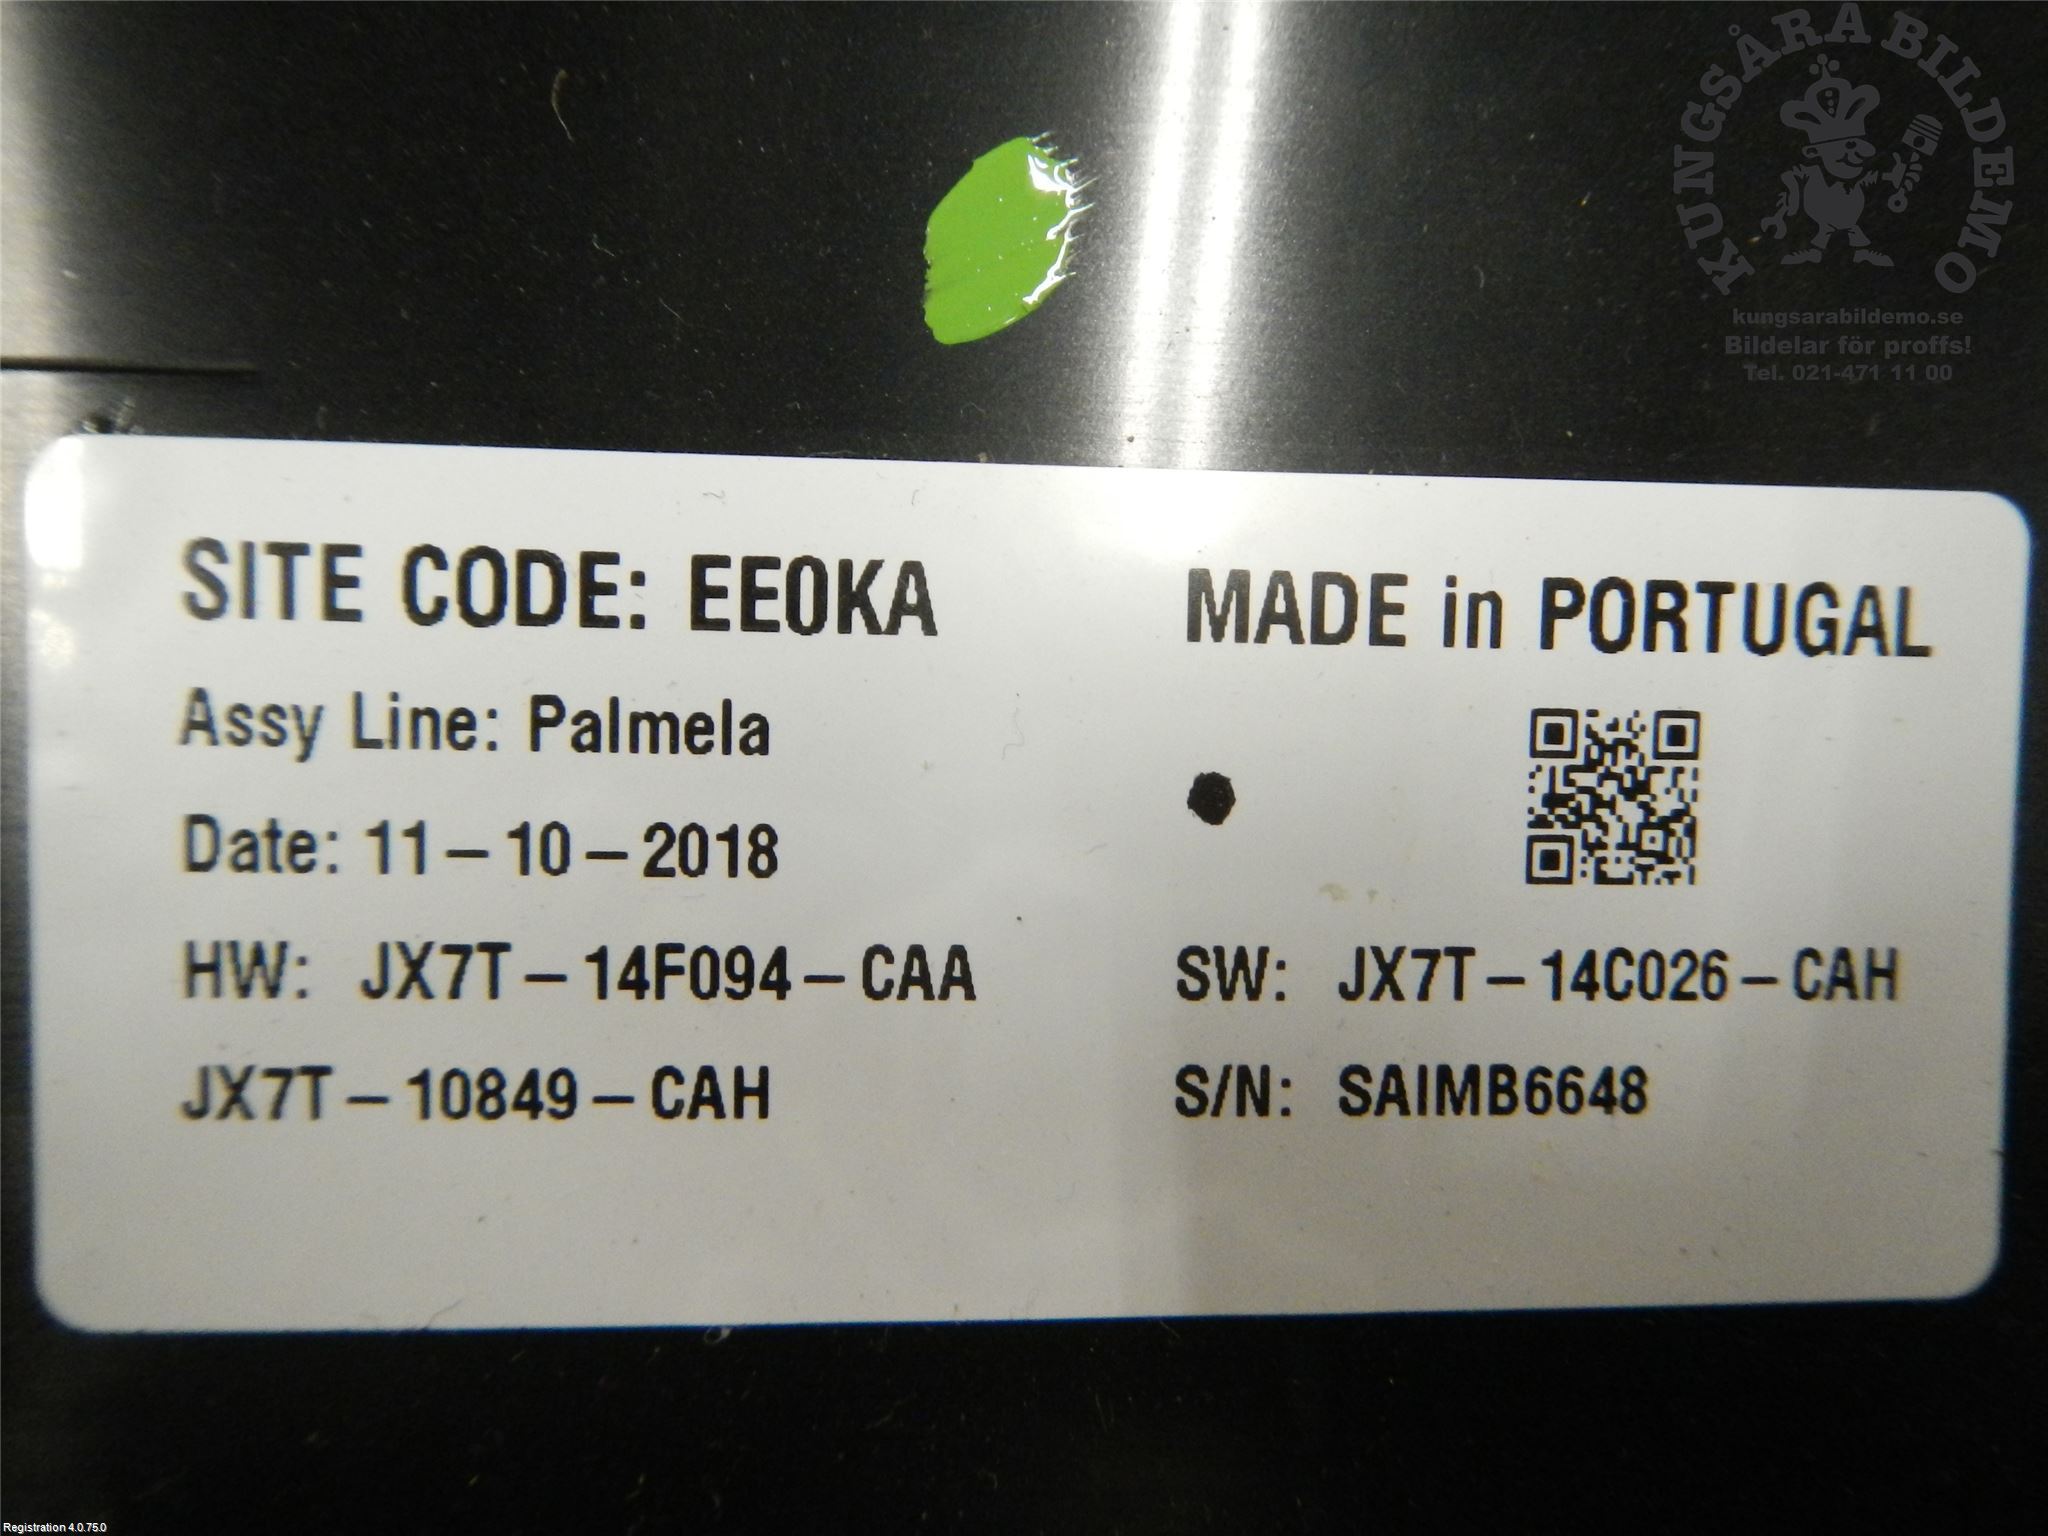 KUNGSÅRA BILDEMO
kungsarabildemo.se
Bildelar för proffs!
Tel. 021-471 11 00
SITE CODE: EE0KA
MADE in PORTUGAL
Assy Line: Palmela
Date: 11-10-2018
HW: JX7T-14F094-CAA
SW: JX7T-14C026-CAH
JX7T-10849-CAH
S/N: SAIMB6648
Registration 4.0.75.0